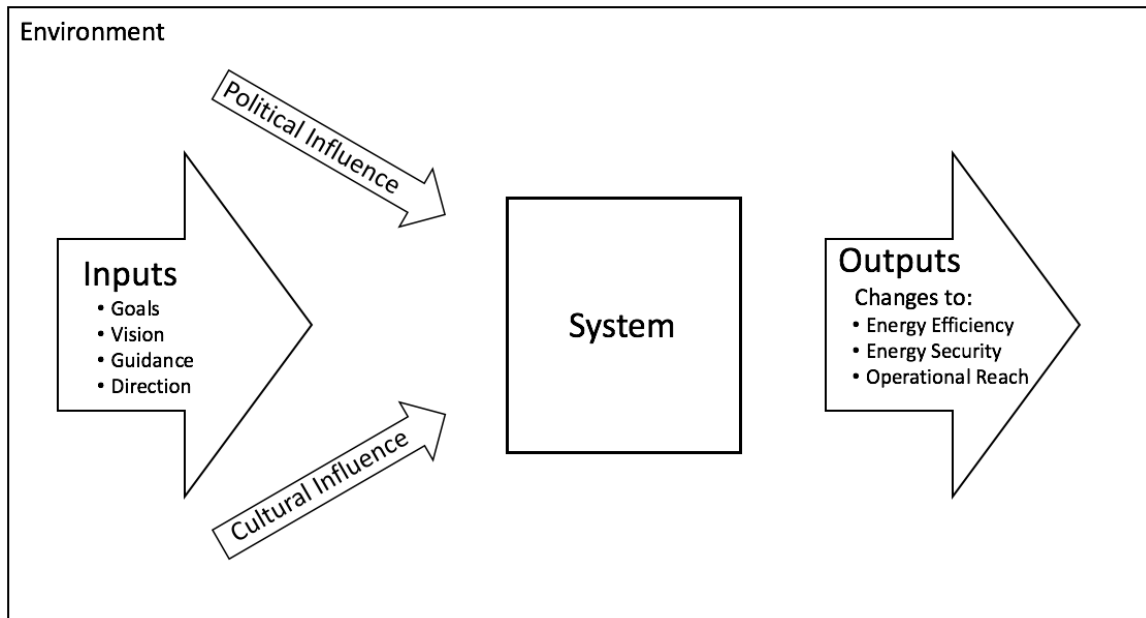 Environment
Political Influence
Inputs
• Goals
• Vision
• Guidance
• Direction
System
Outputs
Changes to:
• Energy Efficiency
• Energy Security
• Operational Reach
Cultural Influence